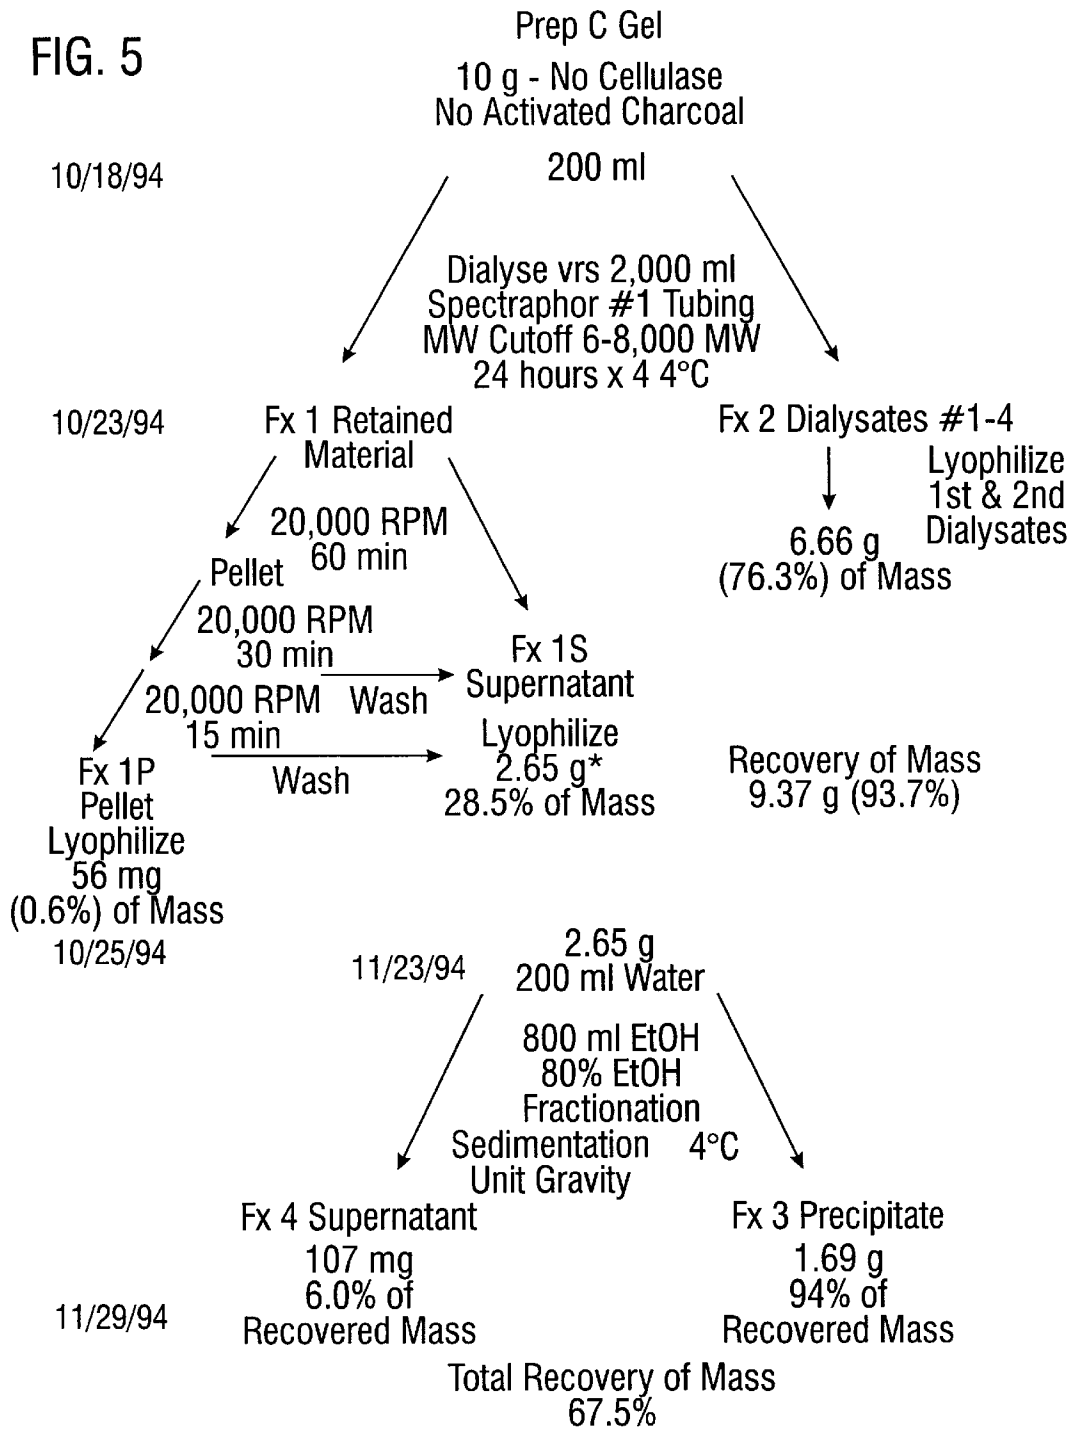 FIG. 5
Prep C Gel
10 g - No Cellulase
No Activated Charcoal
10/18/94
200 ml
Dialyse vrs 2,000 ml
Spectraphor #1 Tubing
MW Cutoff 6-8,000 MW
24 hours x 4 4°C
10/23/94
Fx 1 Retained
Material
Fx 2 Dialysates #1-4
Lyophilize
1st & 2nd
Dialysates
6.66 g
(76.3%) of Mass
20,000 RPM
60 min
Pellet
20,000 RPM
30 min
Wash
Fx 1S
Supernatant
20,000 RPM
15 min
Wash
Lyophilize
2.65 g*
28.5% of Mass
Recovery of Mass
9.37 g (93.7%)
Fx 1P
Pellet
Lyophilize
56 mg
(0.6%) of Mass
10/25/94
11/23/94
2.65 g
200 ml Water
800 ml EtOH
80% EtOH
Fractionation
Sedimentation 4°C
Unit Gravity
Fx 4 Supernatant
107 mg
6.0% of
Recovered Mass
Fx 3 Precipitate
1.69 g
94% of
Recovered Mass
11/29/94
Total Recovery of Mass
67.5%